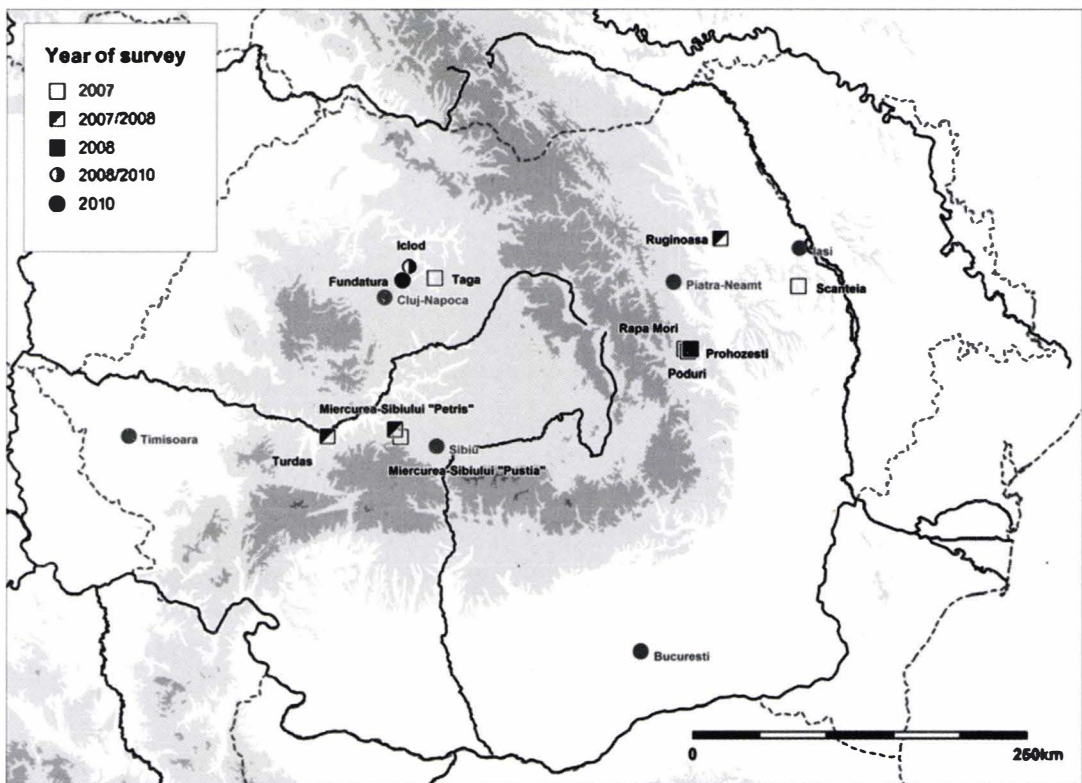 Year of survey
2007
2007/2008
2008
2008/2010
2010
Ruginoasa
Iasi
Iclod
Fundatura
Taga
Cluj-Napoca
Piatra-Neamt
Scanteia
Rapa Mori
Prohozesti
Poduri
Miercurea-Sibiului "Petris"
Timisoara
Turdas
Sibiu
Miercurea-Sibiului "Pustia"
Bucuresti
0
250km